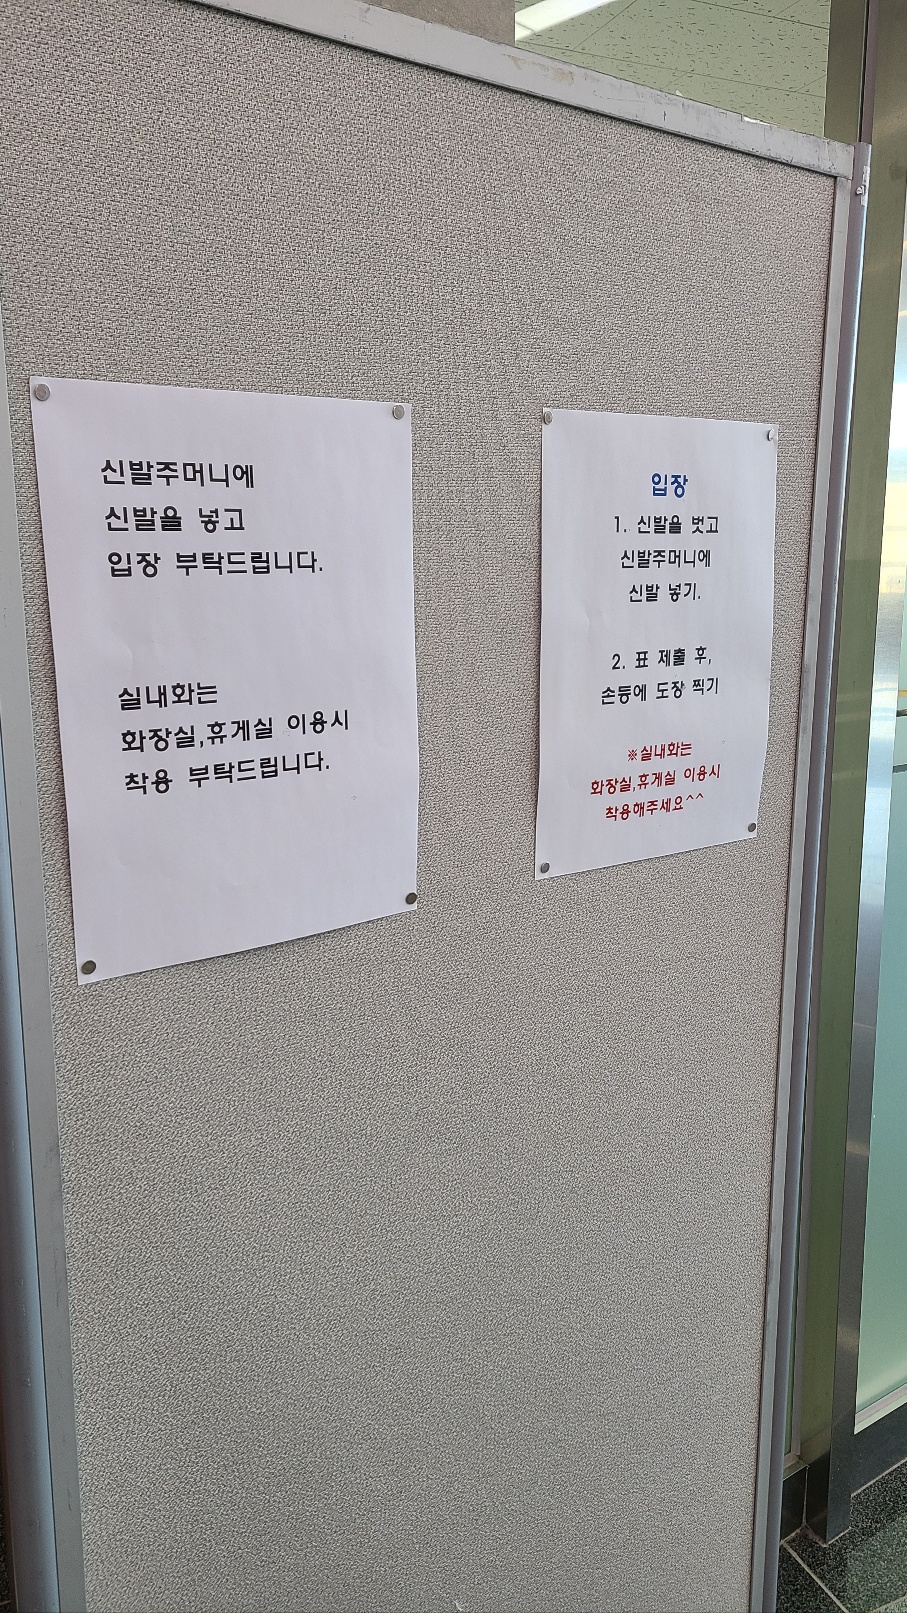 신발주머니에
신발을 넣고
입장 부탁드립니다.
실내화는
화장실,휴게실 이용시
착용 부탁드립니다.
입장
1. 신발을 벗고
신발주머니에
신발 넣기.
2. 표 제출 후,
손등에 도장 찍기
※실내화는
화장실,휴게실 이용시
착용해주세요^^